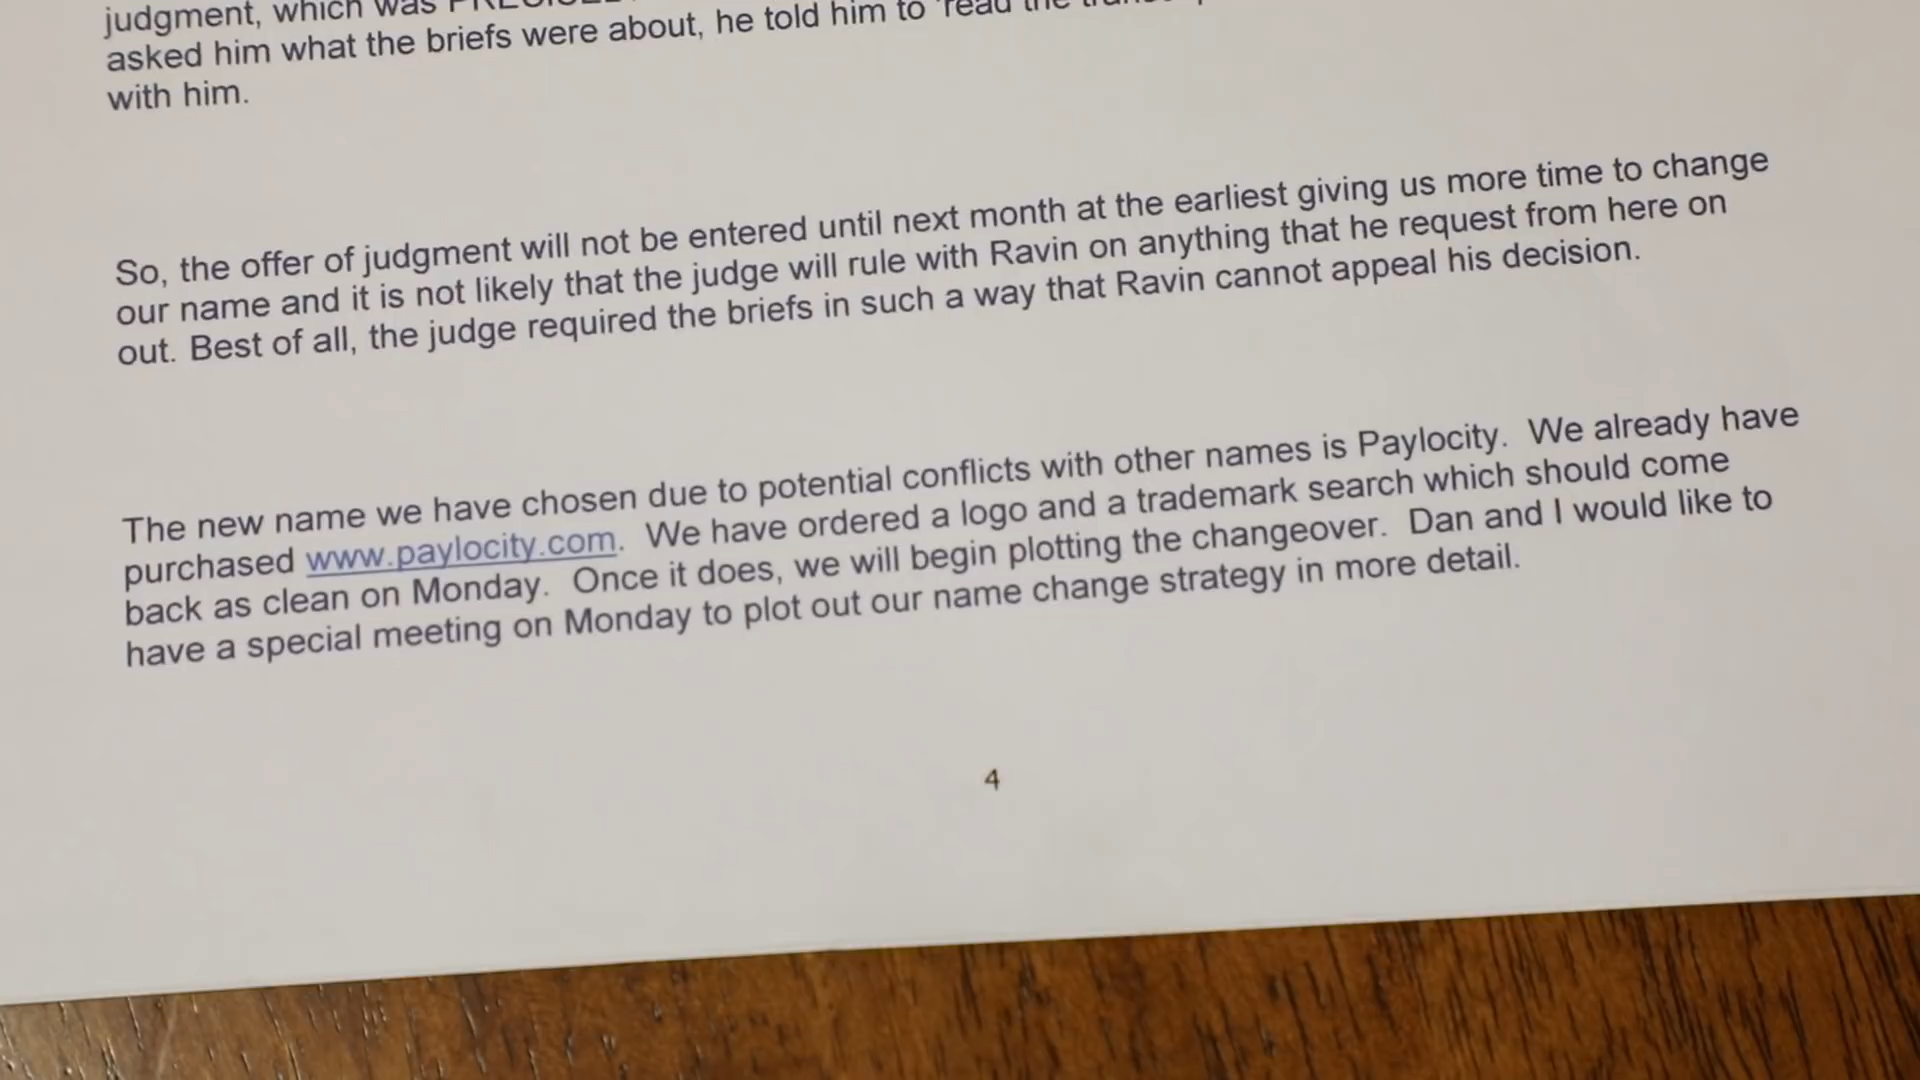 judgment, which was
asked him what the briefs were about, he told him to 'read the
with him.
So, the offer of judgment will not be entered until next month at the earliest giving us more time to change
our name and it is not likely that the judge will rule with Ravin on anything that he request from here on
out. Best of all, the judge required the briefs in such a way that Ravin cannot appeal his decision.
The new name we have chosen due to potential conflicts with other names is Paylocity. We already have
purchased www.paylocity.com. We have ordered a logo and a trademark search which should come
back as clean on Monday. Once it does, we will begin plotting the changeover. Dan and I would like to
have a special meeting on Monday to plot out our name change strategy in more detail.
4